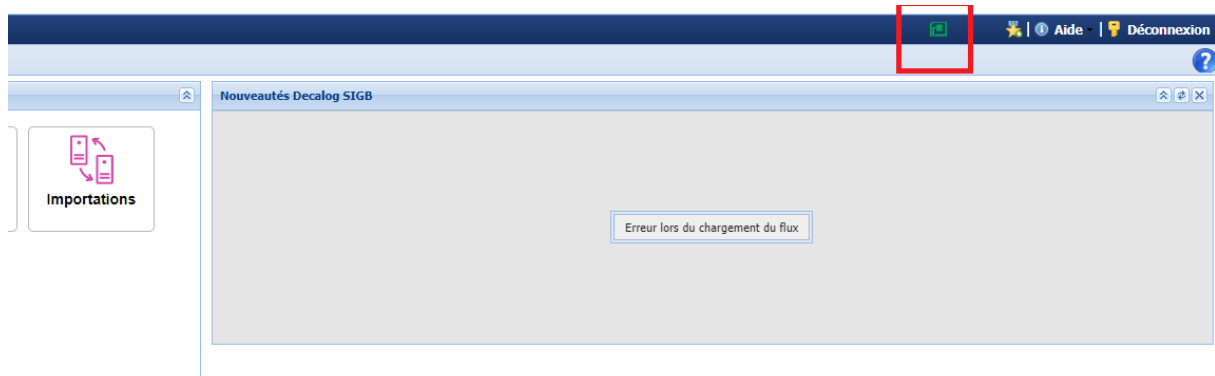 Aide
Déconnexion
Nouveautés Decalog SIGB
Importations
Erreur lors du chargement du flux